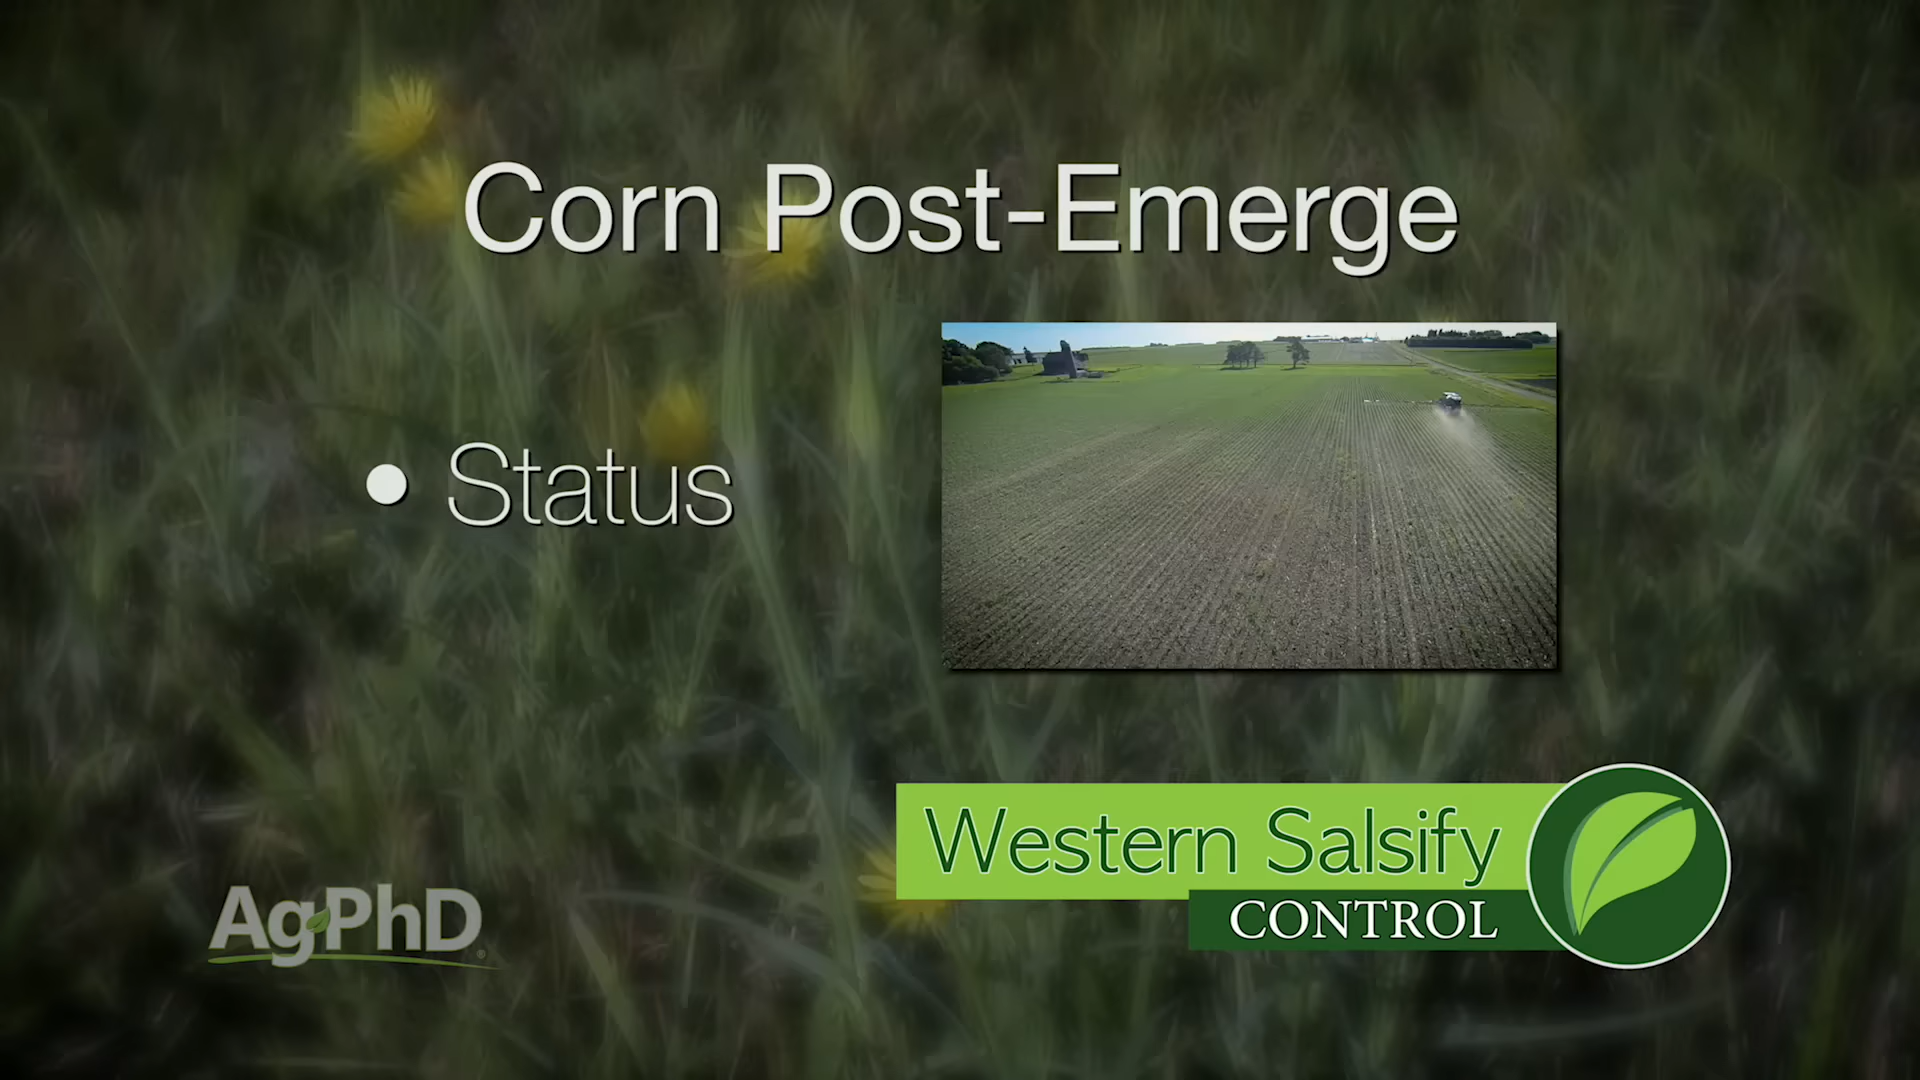 Corn Post-Emerge
• Status
Western Salsify
CONTROL
AgPhD®